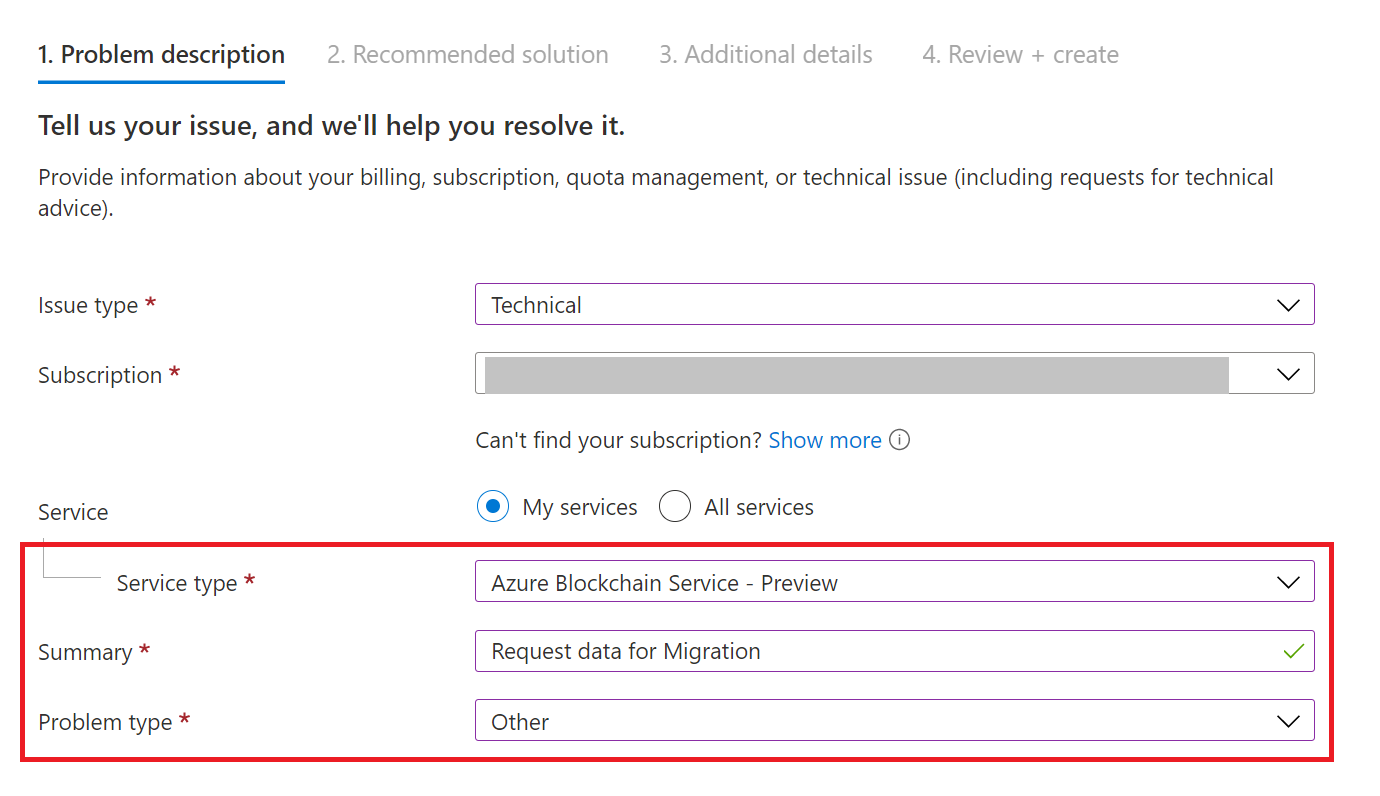 1. Problem description 2. Recommended solution 3. Additional details 4. Review + create
Tell us your issue, and we'll help you resolve it.
Provide information about your billing, subscription, quota management, or technical issue (including requests for technical
advice).
Issue type * Technical
Subscription *
Can't find your subscription? Show more
Service My services All services
Service type * Azure Blockchain Service - Preview
Summary * Request data for Migration
Problem type * Other